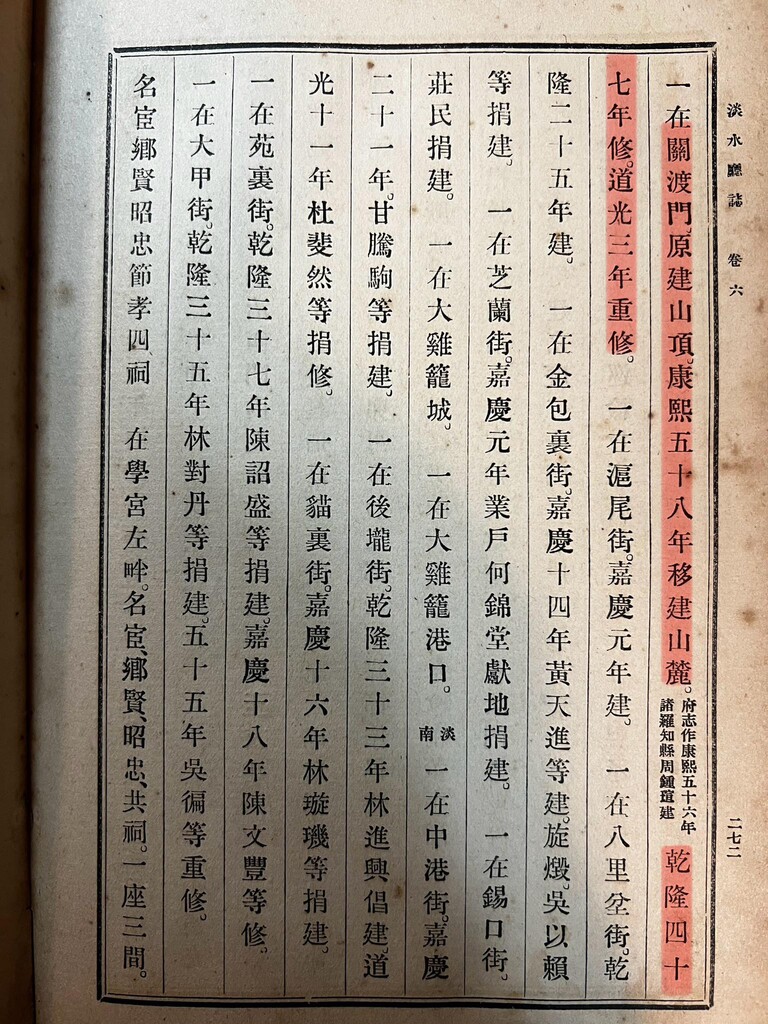 淡水廳誌　卷六
二七二
一在關渡門。原建山頂。康熙五十八年移建山麓。府志作康熙五十六年諸羅知縣周鍾瑄建　乾隆四十
七年修。道光三年重修。　一在滬尾街。嘉慶元年建。　一在八里坌街。乾
隆二十五年建。　一在金包裏街。嘉慶十四年黃天進等建。旋燬。吳以賴
等捐建。　一在芝蘭街。嘉慶元年業戶何錦堂獻地捐建。　一在錫口街。
莊民捐建。　一在大雞籠城。　一在大雞籠港口。　淡南　一在中港街。嘉慶
二十一年。甘騰駒等捐建。　一在後壠街。乾隆三十三年林進興倡建。道
光十一年杜斐然等捐修。　一在貓裏街。嘉慶十六年林璇璣等捐建。
一在苑裏街。乾隆三十七年陳詔盛等捐建。嘉慶十八年陳文豐等修。
一在大甲街。乾隆三十五年林對丹等捐建。五十五年吳徧等重修。
名宦鄉賢昭忠節孝四祠　在學宮左畔。名宦、鄉賢、昭忠、共祠。一座三間。